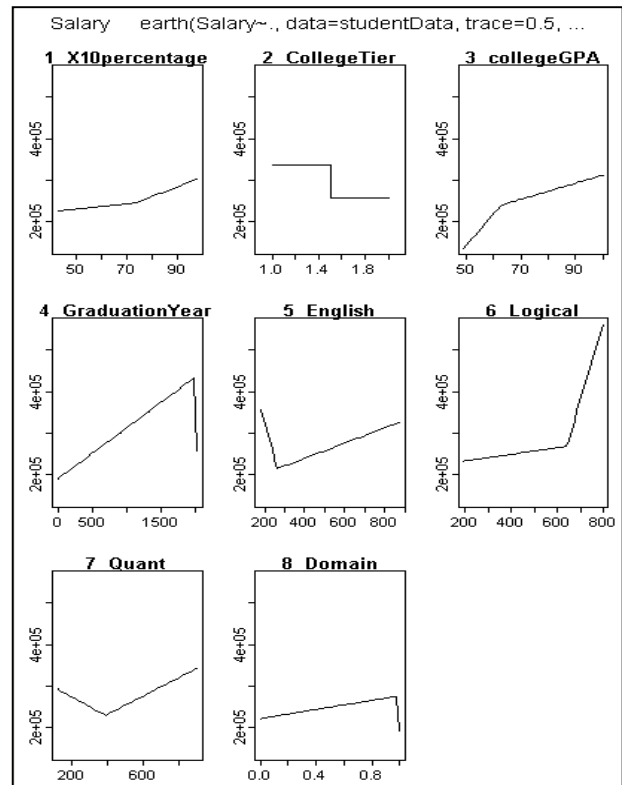 Salary earth(Salary~., data=studentData, trace=0.5, ...
1 X10percentage 2 CollegeTier 3 collegeGPA
2e+05 4e+05
50 70 90
2e+05 4e+05
1.0 1.4 1.8
2e+05 4e+05
50 70 90
4 GraduationYear 5 English 6 Logical
2e+05 4e+05
0 500 1500
2e+05 4e+05
200 400 600 800
2e+05 4e+05
200 400 600 800
7 Quant 8 Domain
2e+05 4e+05
200 400 800
2e+05 4e+05
0.0 0.4 0.8